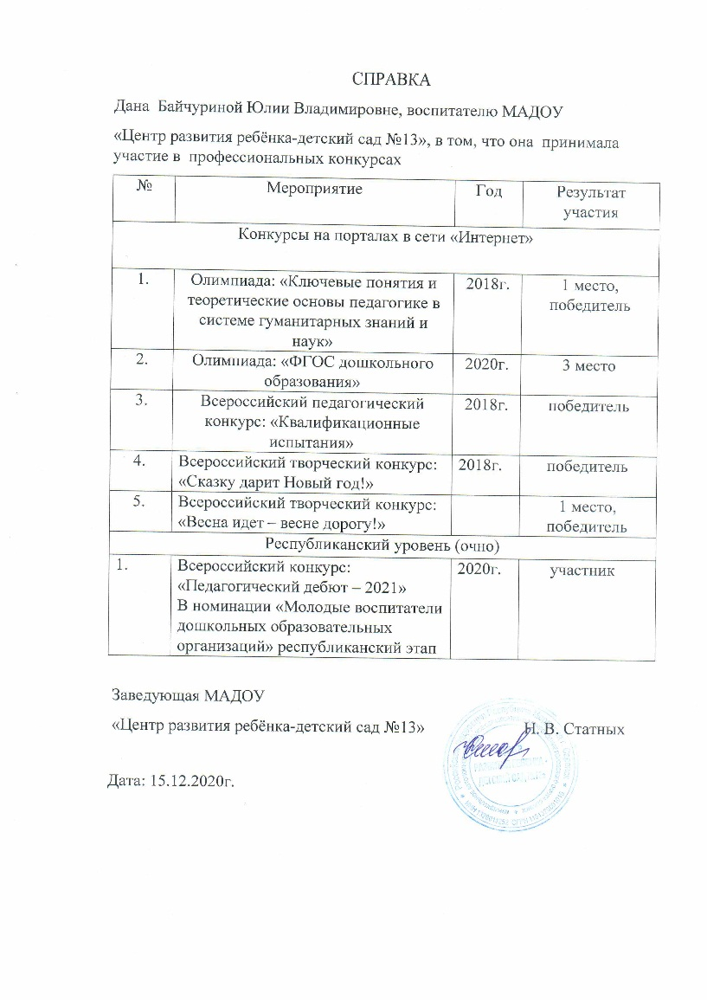 СПРАВКА
Дана Байчуриной Юлии Владимировне, воспитателю МАДОУ
«Центр развития ребёнка-детский сад №13», в том, что она принимала
участие в профессиональных конкурсах
№ Мероприятие Год Результат
участия
Конкурсы на порталах в сети «Интернет»
1. Олимпиада: «Ключевые понятия и 2018г. 1 место,
теоретические основы педагогике в победитель
системе гуманитарных знаний и
наук»
2. Олимпиада: «ФГОС дошкольного 2020г. 3 место
образования»
3. Всероссийский педагогический 2018г. победитель
конкурс: «Квалификационные
испытания»
4. Всероссийский творческий конкурс: 2018г. победитель
«Сказку дарит Новый год!»
5. Всероссийский творческий конкурс: 1 место,
«Весна идет – весне дорогу!» победитель
Республиканский уровень (очно)
1. Всероссийский конкурс: 2020г. участник
«Педагогический дебют – 2021»
В номинации «Молодые воспитатели
дошкольных образовательных
организаций» республиканский этап
Заведующая МАДОУ
«Центр развития ребёнка-детский сад №13» Н. В. Статных
Дата: 15.12.2020г.